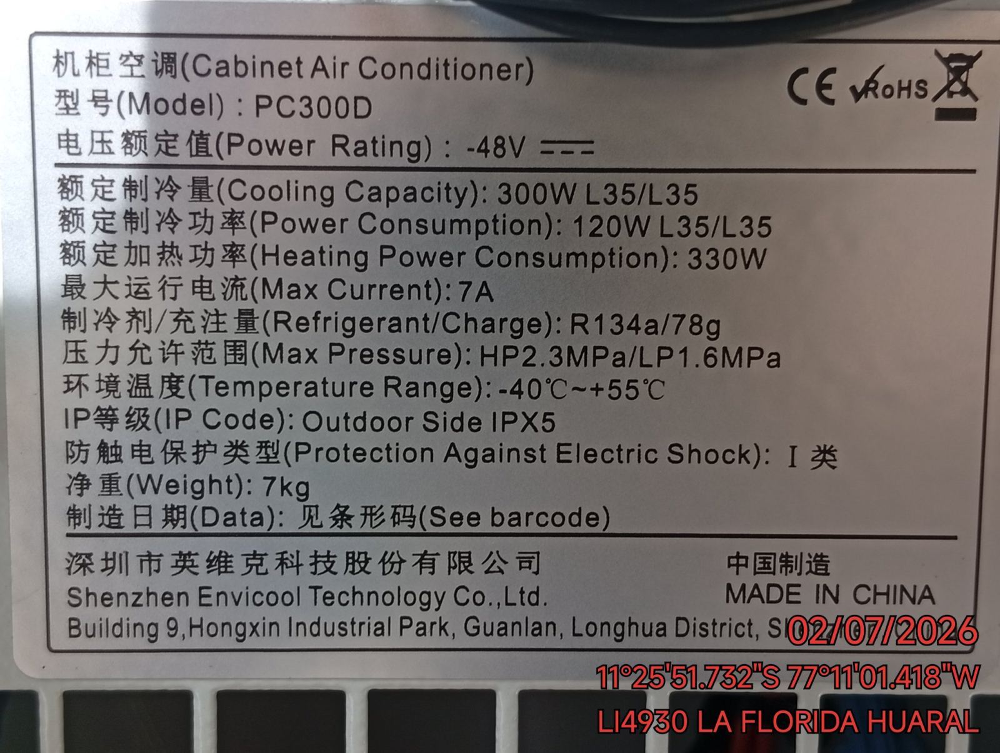 机柜空调(Cabinet Air Conditioner)
CE RoHS
型号(Model) : PC300D
电压额定值(Power Rating) : -48V
额定制冷量(Cooling Capacity): 300W L35/L35
额定制冷功率(Power Consumption): 120W L35/L35
额定加热功率(Heating Power Consumption): 330W
最大运行电流(Max Current): 7A
制冷剂/充注量(Refrigerant/Charge): R134a/78g
压力允许范围(Max Pressure): HP2.3MPa/LP1.6MPa
环境温度(Temperature Range): -40℃~+55℃
IP等级(IP Code): Outdoor Side IPX5
防触电保护类型(Protection Against Electric Shock): I 类
净重(Weight): 7kg
制造日期(Data): 见条形码(See barcode)
深圳市英维克科技股份有限公司
中国制造
Shenzhen Envicool Technology Co.,Ltd.
MADE IN CHINA
Building 9,Hongxin Industrial Park, Guanlan, Longhua District,
02/07/2026
11°25'51.732"S 77°11'01.418"W
LI4930 LA FLORIDA HUARAL